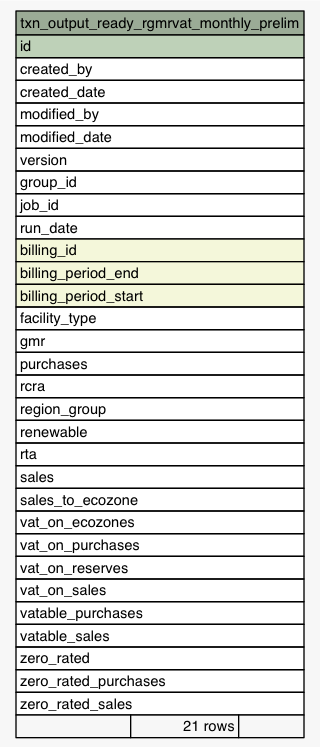 txn_output_ready_rgmrvat_monthly_prelim
id
created_by
created_date
modified_by
modified_date
version
group_id
job_id
run_date
billing_id
billing_period_end
billing_period_start
facility_type
gmr
purchases
rcra
region_group
renewable
rta
sales
sales_to_ecozone
vat_on_ecozones
vat_on_purchases
vat_on_reserves
vat_on_sales
vatable_purchases
vatable_sales
zero_rated
zero_rated_purchases
zero_rated_sales
21 rows